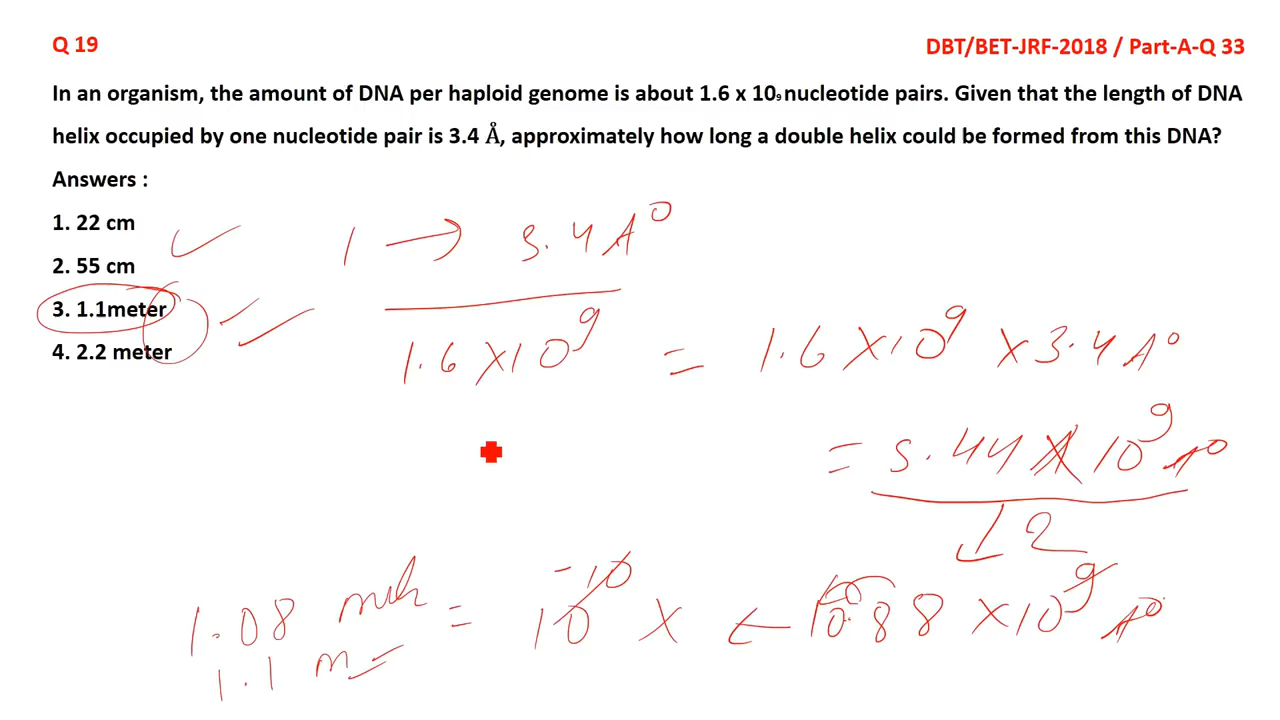 Q 19
DBT/BET-JRF-2018 / Part-A-Q 33
In an organism, the amount of DNA per haploid genome is about 1.6 x 10₉ nucleotide pairs. Given that the length of DNA
helix occupied by one nucleotide pair is 3.4 Å, approximately how long a double helix could be formed from this DNA?
Answers :
1. 22 cm
2. 55 cm
3. 1.1meter
4. 2.2 meter
1 → 3.4 A°
1.6 X 10⁹
= 1.6 X 10⁹ X 3.4 A°
= 5.44 X 10⁹ A°
↓ 2
1.08 = 10⁻¹⁰ X ← 10.88 X 10⁹ A°
1.1 m